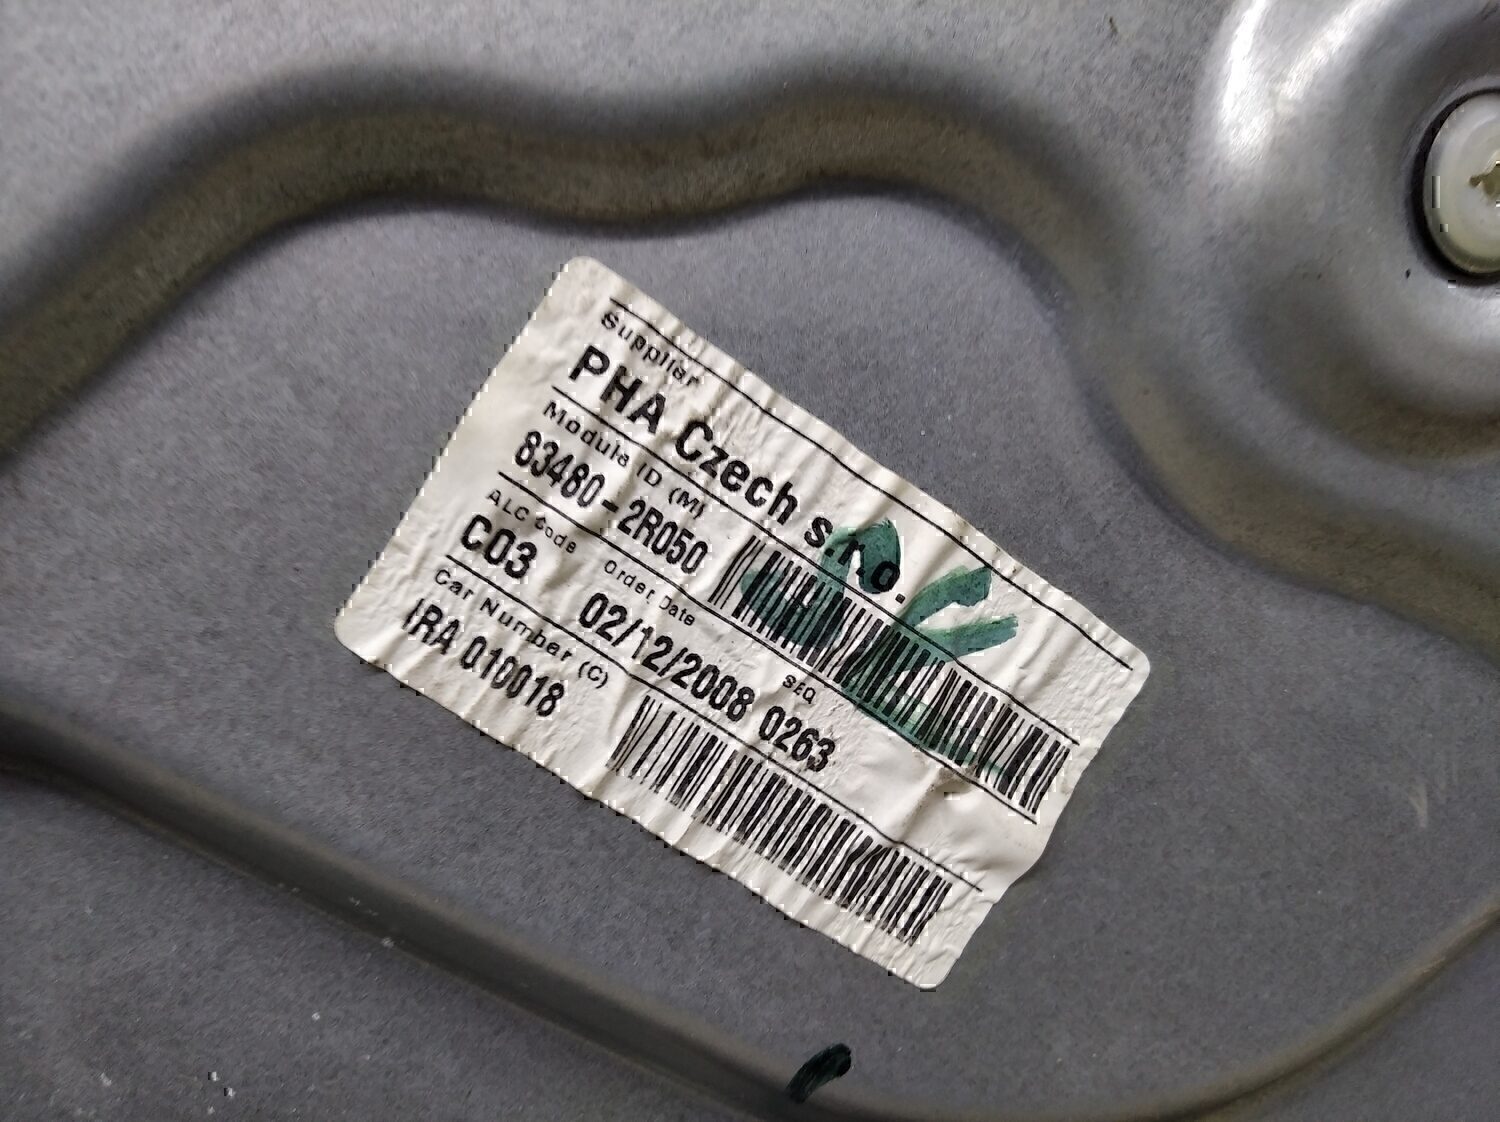 Supplier
PHA Czech s.r.o.
Module ID (M)
83480-2R050
ALC Code Order Date SEQ
C03 02/12/2008 0263
Car Number (C)
IRA 010018